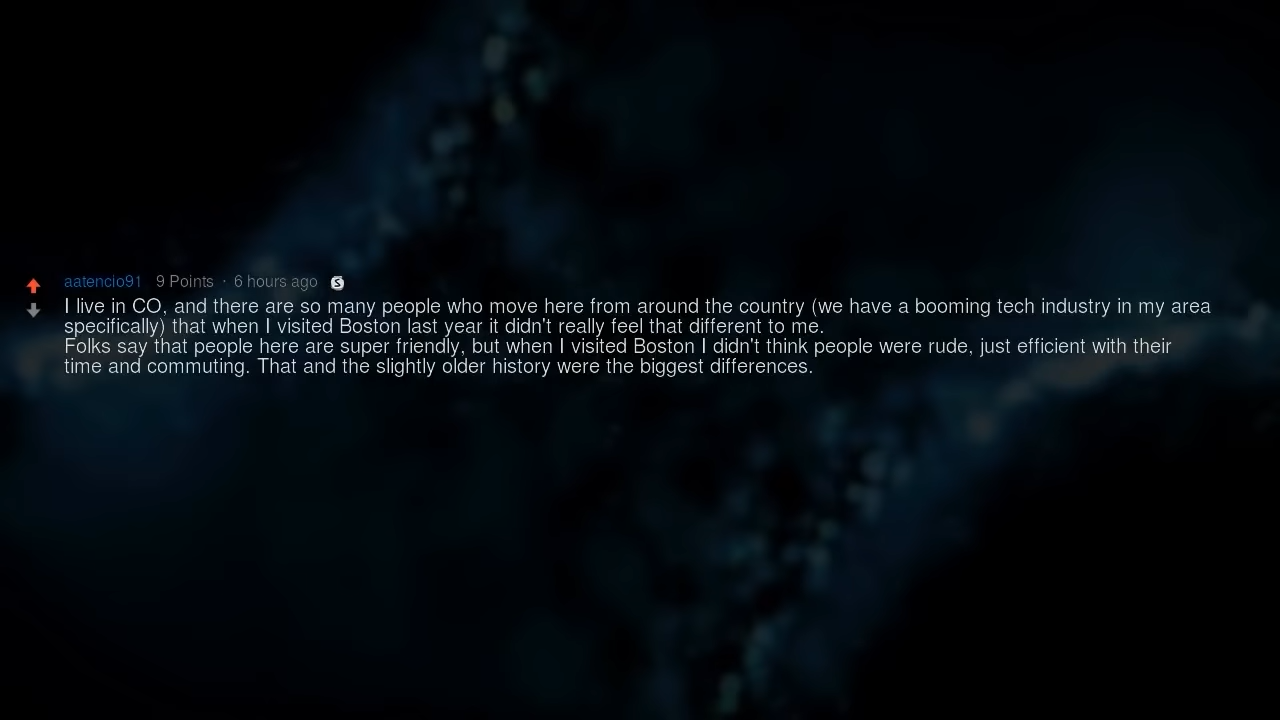 aatencio91 9 Points · 6 hours ago
I live in CO, and there are so many people who move here from around the country (we have a booming tech industry in my area
specifically) that when I visited Boston last year it didn't really feel that different to me.
Folks say that people here are super friendly, but when I visited Boston I didn't think people were rude, just efficient with their
time and commuting. That and the slightly older history were the biggest differences.